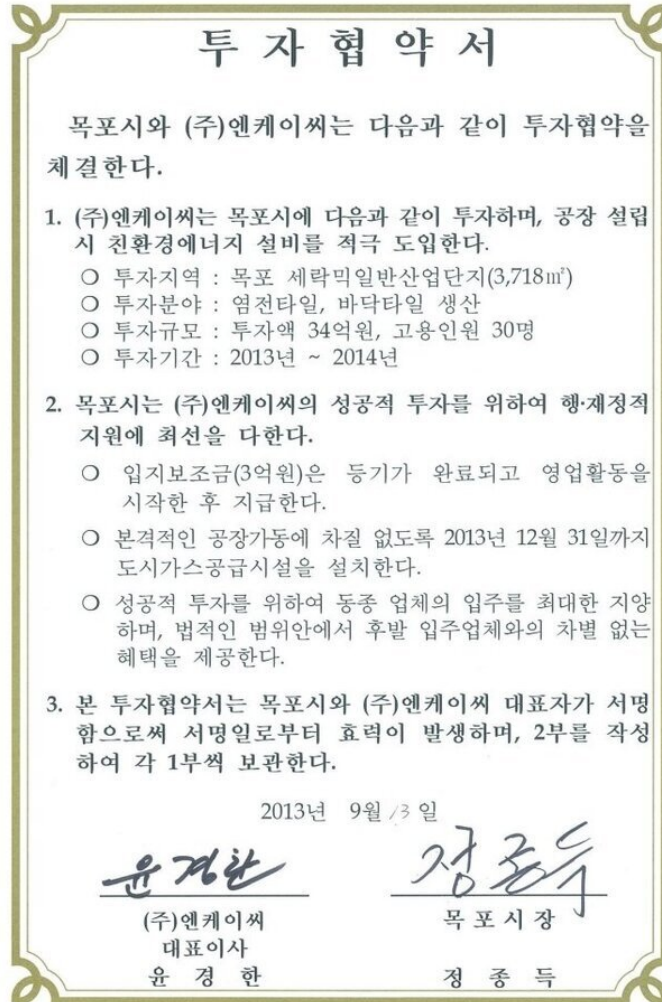 투 자 협 약 서
목포시와 (주)엔케이씨는 다음과 같이 투자협약을
체결한다.
1. (주)엔케이씨는 목포시에 다음과 같이 투자하며, 공장 설립
시 친환경에너지 설비를 적극 도입한다.
○ 투자지역 : 목포 세락믹일반산업단지(3,718㎡)
○ 투자분야 : 염전타일, 바닥타일 생산
○ 투자규모 : 투자액 34억원, 고용인원 30명
○ 투자기간 : 2013년 ~ 2014년
2. 목포시는 (주)엔케이씨의 성공적 투자를 위하여 행·재정적
지원에 최선을 다한다.
○ 입지보조금(3억원)은 등기가 완료되고 영업활동을
시작한 후 지급한다.
○ 본격적인 공장가동에 차질 없도록 2013년 12월 31일까지
도시가스공급시설을 설치한다.
○ 성공적 투자를 위하여 동종 업체의 입주를 최대한 지양
하며, 법적인 범위안에서 후발 입주업체와의 차별 없는
혜택을 제공한다.
3. 본 투자협약서는 목포시와 (주)엔케이씨 대표자가 서명
함으로써 서명일로부터 효력이 발생하며, 2부를 작성
하여 각 1부씩 보관한다.
2013년 9월 13일
윤경한 정종득
(주)엔케이씨 목 포 시 장
대표이사
윤 경 한 정 종 득